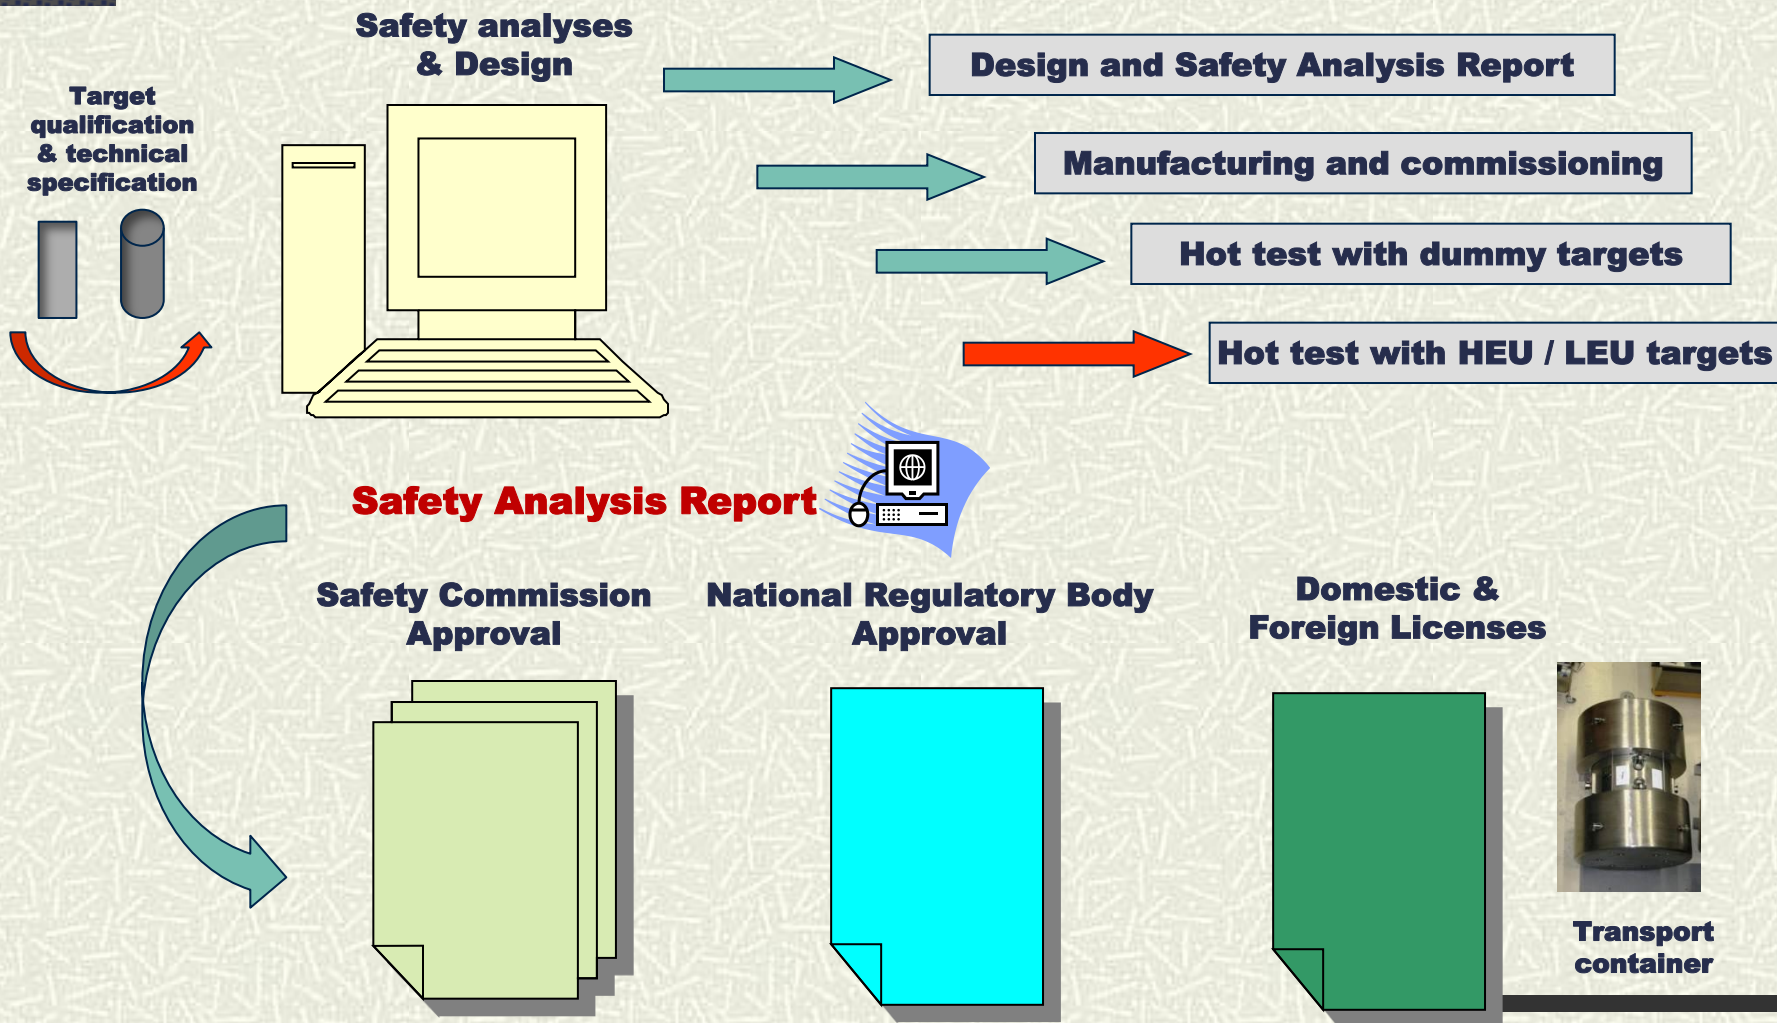 Safety analyses
& Design
Design and Safety Analysis Report
Target
qualification
& technical
specification
Manufacturing and commissioning
Hot test with dummy targets
Hot test with HEU / LEU targets
Safety Analysis Report
Safety Commission
Approval
National Regulatory Body
Approval
Domestic &
Foreign Licenses
Transport
container